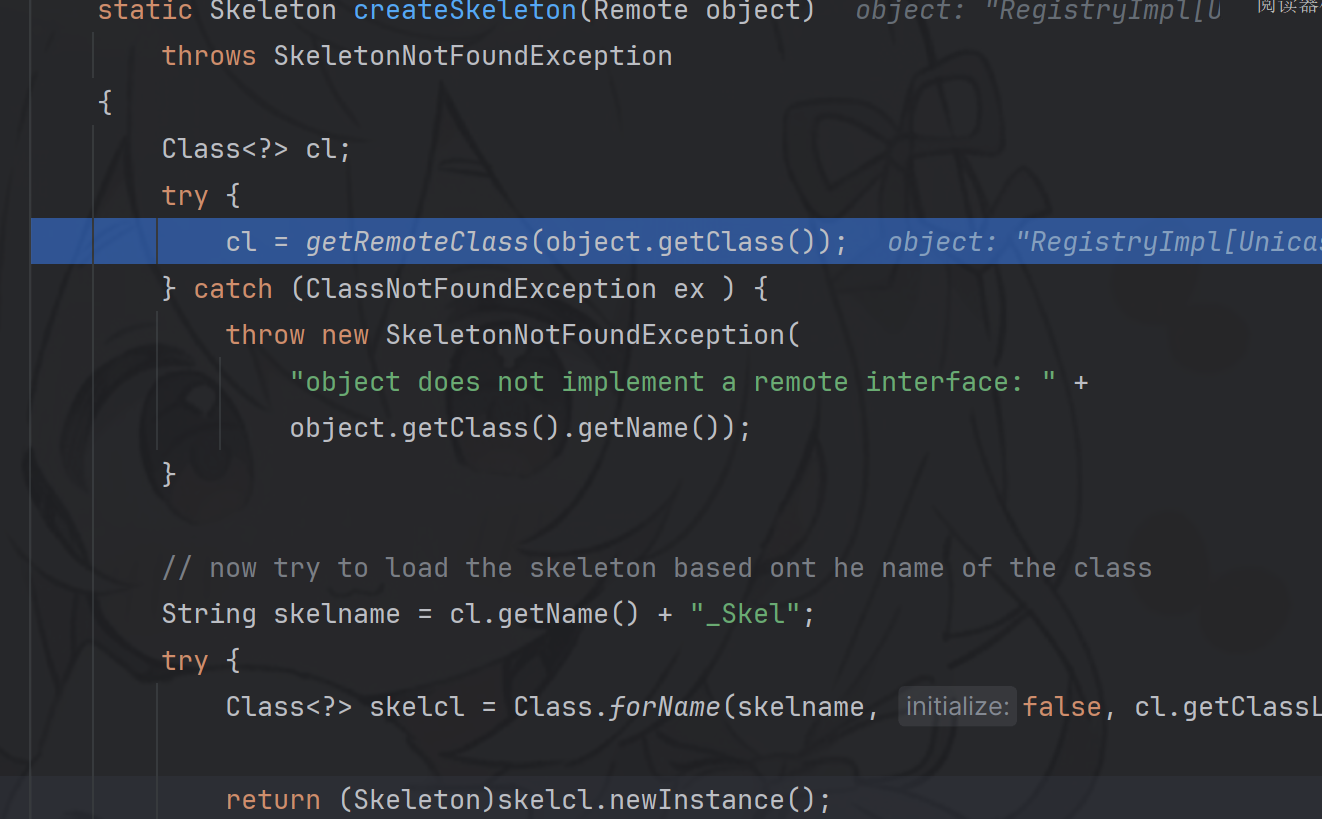 static Skeleton createSkeleton(Remote object)   object: "RegistryImpl[U   阅读器
throws SkeletonNotFoundException
{
Class<?> cl;
try {
cl = getRemoteClass(object.getClass());   object: "RegistryImpl[Unicas
} catch (ClassNotFoundException ex ) {
throw new SkeletonNotFoundException(
"object does not implement a remote interface: " +
object.getClass().getName());
}
// now try to load the skeleton based ont he name of the class
String skelname = cl.getName() + "_Skel";
try {
Class<?> skelcl = Class.forName(skelname, initialize: false, cl.getClassL
return (Skeleton)skelcl.newInstance();